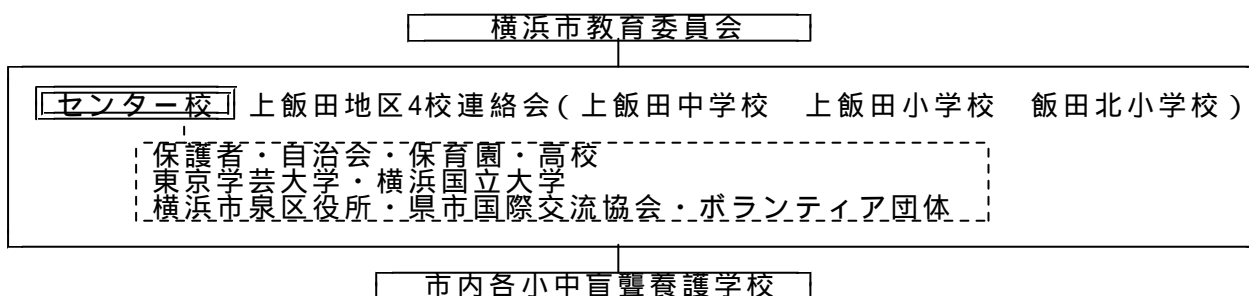 横浜市教育委員会
センター校 上飯田地区4校連絡会(上飯田中学校 上飯田小学校 飯田北小学校)
保護者・自治会・保育園・高校
東京学芸大学・横浜国立大学
横浜市泉区役所・県市国際交流協会・ボランティア団体
市内各小中盲聾養護学校